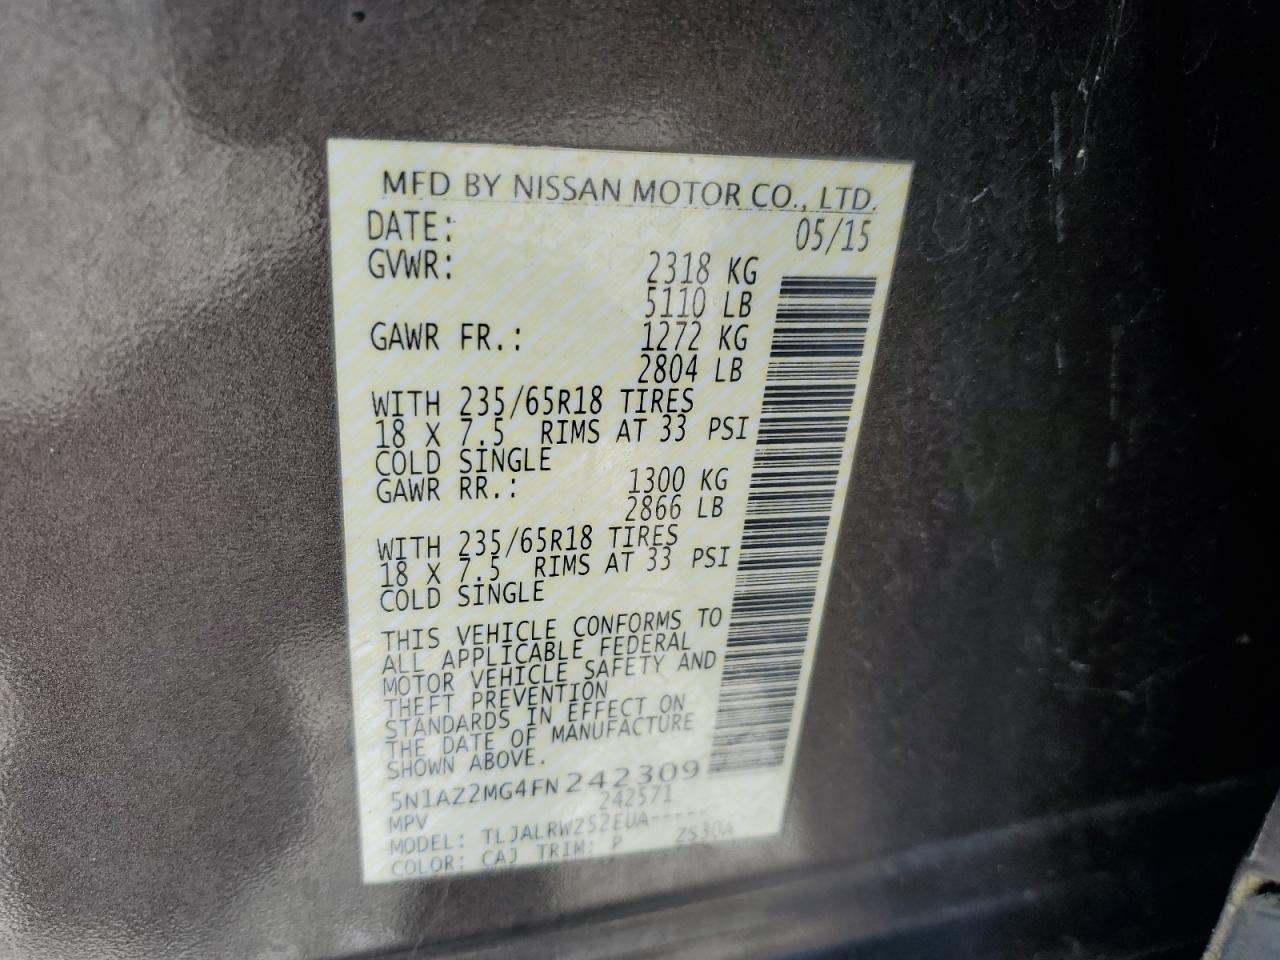 MFD BY NISSAN MOTOR CO., LTD.
DATE: 05/15
GVWR: 2318 KG
5110 LB
GAWR FR.: 1272 KG
2804 LB
WITH 235/65R18 TIRES
18 X 7.5 RIMS AT 33 PSI
COLD SINGLE
GAWR RR.: 1300 KG
2866 LB
WITH 235/65R18 TIRES
18 X 7.5 RIMS AT 33 PSI
COLD SINGLE
THIS VEHICLE CONFORMS TO
ALL APPLICABLE FEDERAL
MOTOR VEHICLE SAFETY AND
THEFT PREVENTION
STANDARDS IN EFFECT ON
THE DATE OF MANUFACTURE
SHOWN ABOVE.
5N1AZ2MG4FN242309
MPV 242571
MODEL: TLJALRWZ52EUA-----
COLOR: CAJ TRIM: P ZS30A